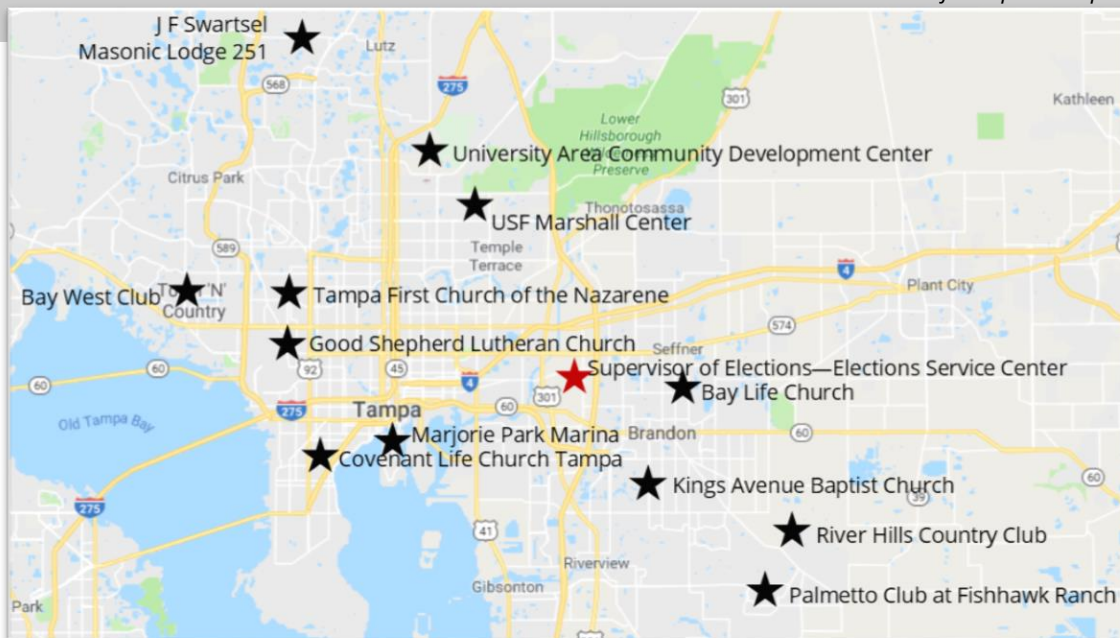 J F Swartsel
Masonic Lodge 251
Lutz
568
275
301
Kathleen
Lower
Hillsborough
Wilderness
Preserve
University Area Community Development Center
Citrus Park
Thonotosassa
USF Marshall Center
589
Temple
Terrace
4
Bay West Club
Town 'N'
Country
Tampa First Church of the Nazarene
Plant City
574
Good Shepherd Lutheran Church
Seffner
60
60
92
45
4
301
Supervisor of Elections—Elections Service Center
Bay Life Church
275
Tampa
60
Old Tampa Bay
Marjorie Park Marina
Brandon
60
Covenant Life Church Tampa
Kings Avenue Baptist Church
39
60
275
41
River Hills Country Club
Riverview
Gibsonton
Palmetto Club at Fishhawk Ranch
Park